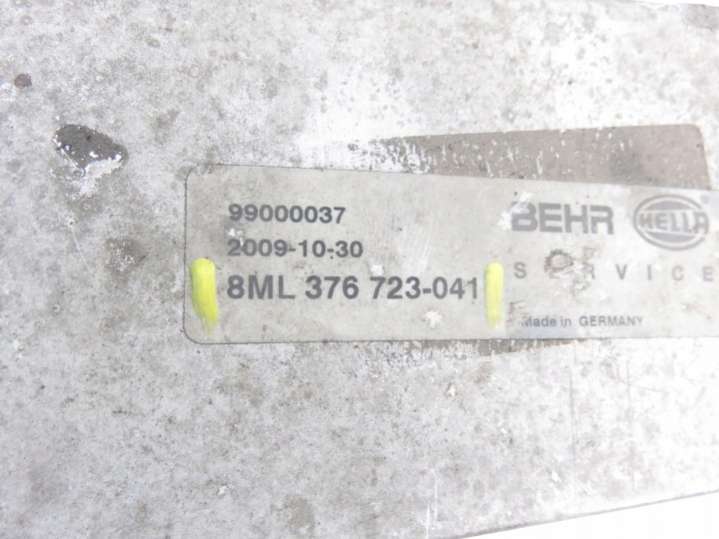 99000037
2009-10-30
8ML 376 723-041
BEHR HELLA
SERVICE
Made in GERMANY